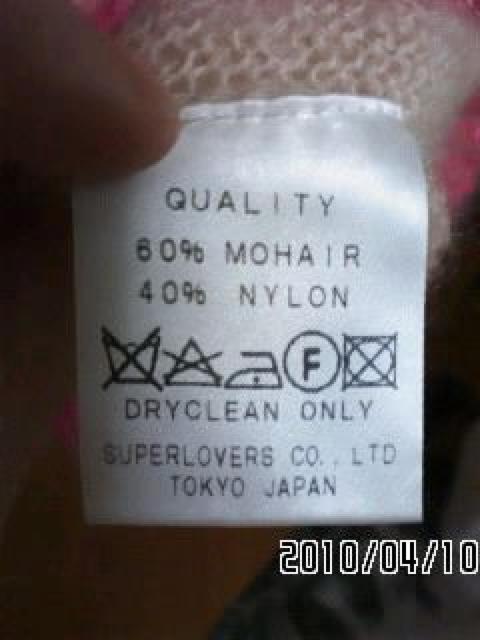 QUALITY
60% MOHAIR
40% NYLON
F
DRYCLEAN ONLY
SUPERLOVERS CO., LTD
TOKYO JAPAN
2010/04/10